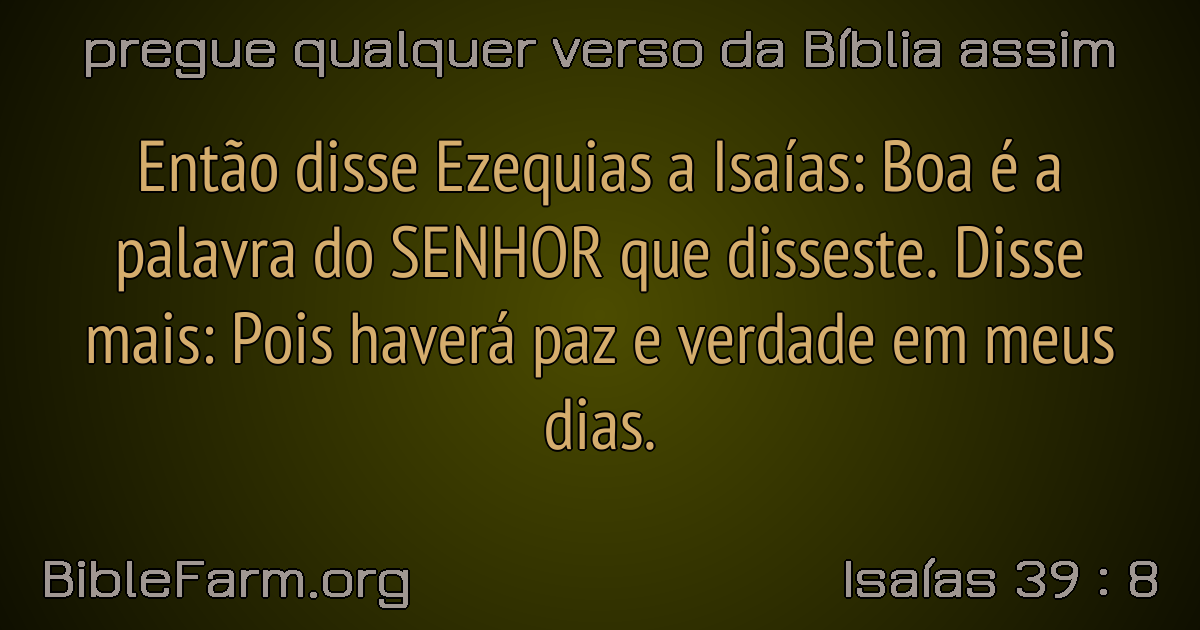 pregue qualquer verso da Bíblia assim
Então disse Ezequias a Isaías: Boa é a
palavra do SENHOR que disseste. Disse
mais: Pois haverá paz e verdade em meus
dias.
BibleFarm.org
Isaías 39 : 8